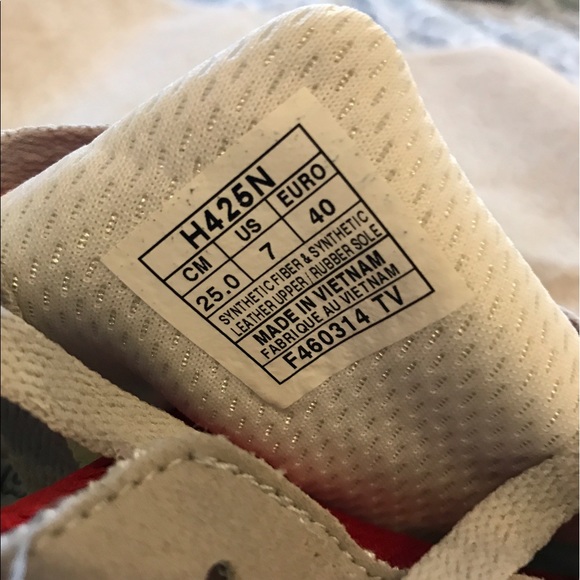 H425N
CM US EURO
25.0 7 40
SYNTHETIC FIBER & SYNTHETIC
LEATHER UPPER / RUBBER SOLE
MADE IN VIETNAM
FABRIQUE AU VIETNAM
F460314 TV